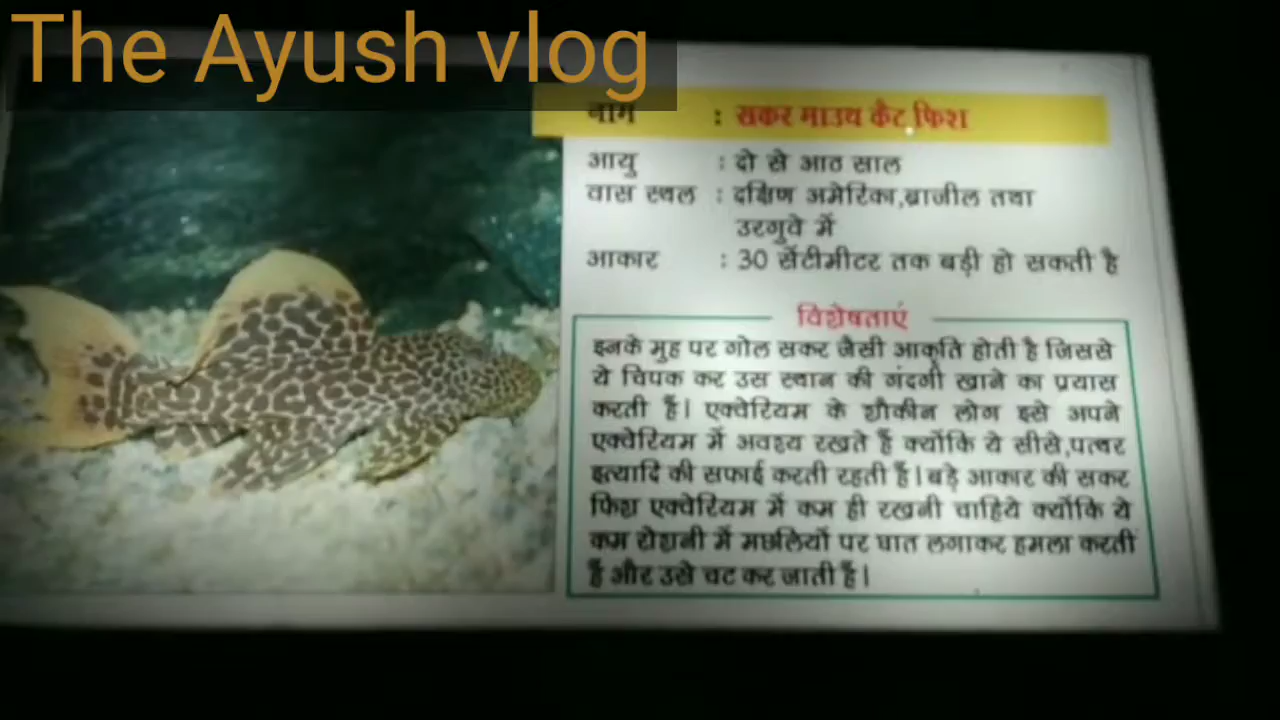 The Ayush vlog
नाम : सकर माउथ कैट फिश
आयु : दो से आठ साल
वास स्थल : दक्षिण अमेरिका,ब्राजील तथा
उरगुवे में
आकार : 30 सेंटीमीटर तक बड़ी हो सकती है
विशेषताएं
इनके मुह पर गोल सकर जैसी आकृति होती है जिससे
ये चिपक कर उस स्थान की गंदगी खाने का प्रयास
करती हैं। एक्वेरियम के शौकीन लोग इसे अपने
एक्वेरियम में अवश्य रखते हैं क्योंकि ये सीसे,पत्थर
इत्यादि की सफाई करती रहती हैं।बड़े आकार की सकर
फिश एक्वेरियम में कम ही रखनी चाहिये क्योंकि ये
कम रोशनी में मछलियों पर घात लगाकर हमला करतीं
हैं और उसे चट कर जाती हैं।